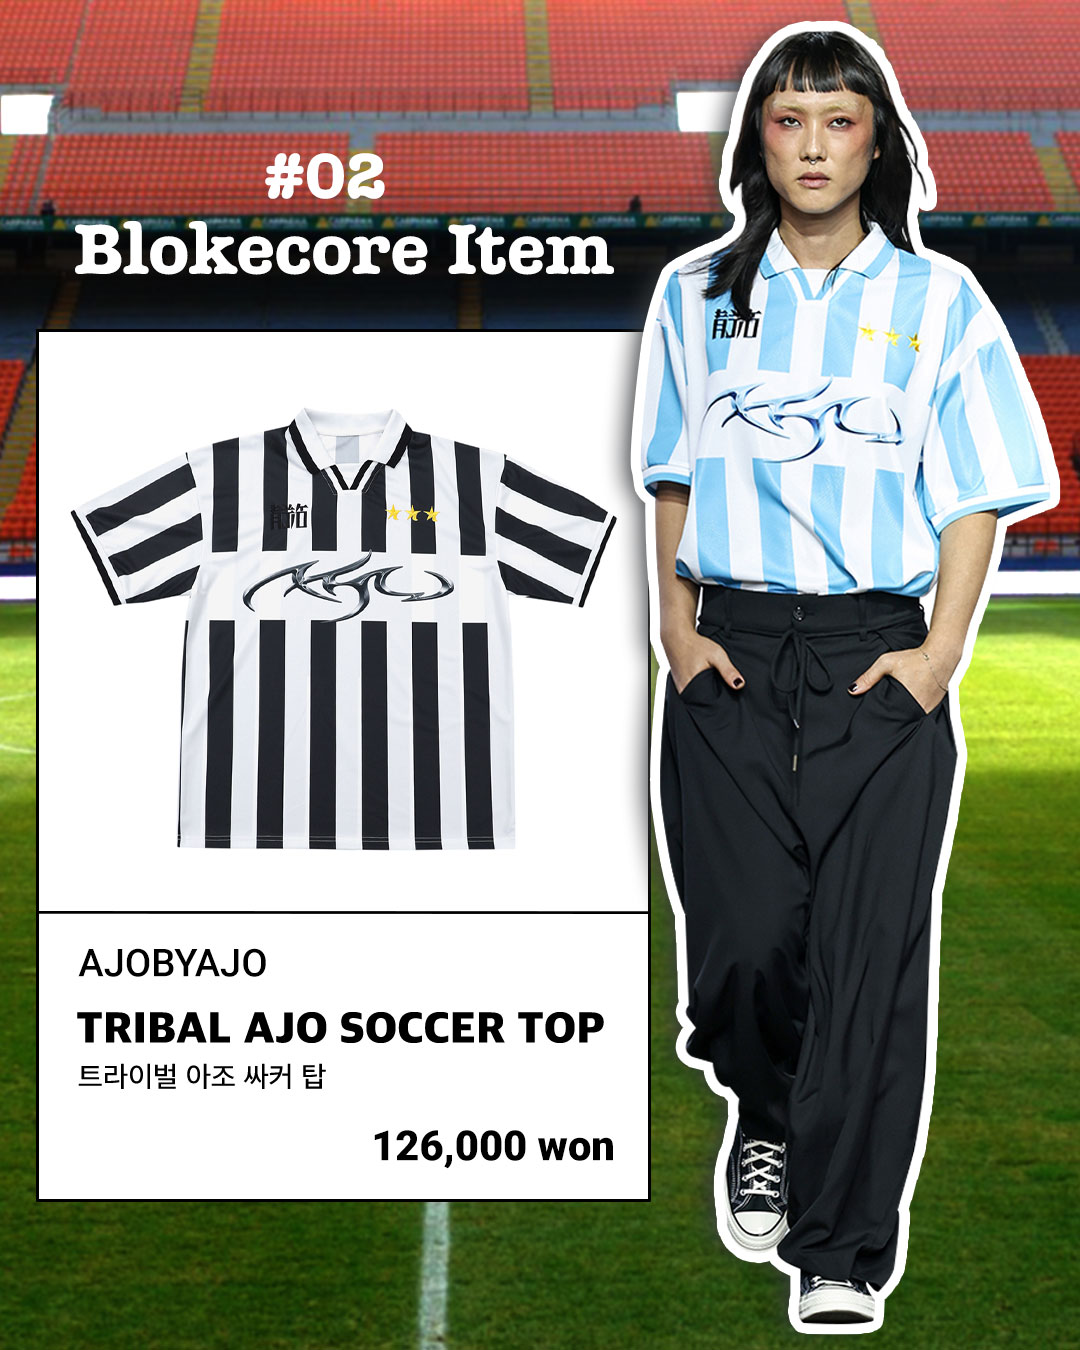 #02
Blokecore Item
AJOBYAJO
TRIBAL AJO SOCCER TOP
트라이벌 아조 싸커 탑
126,000 won